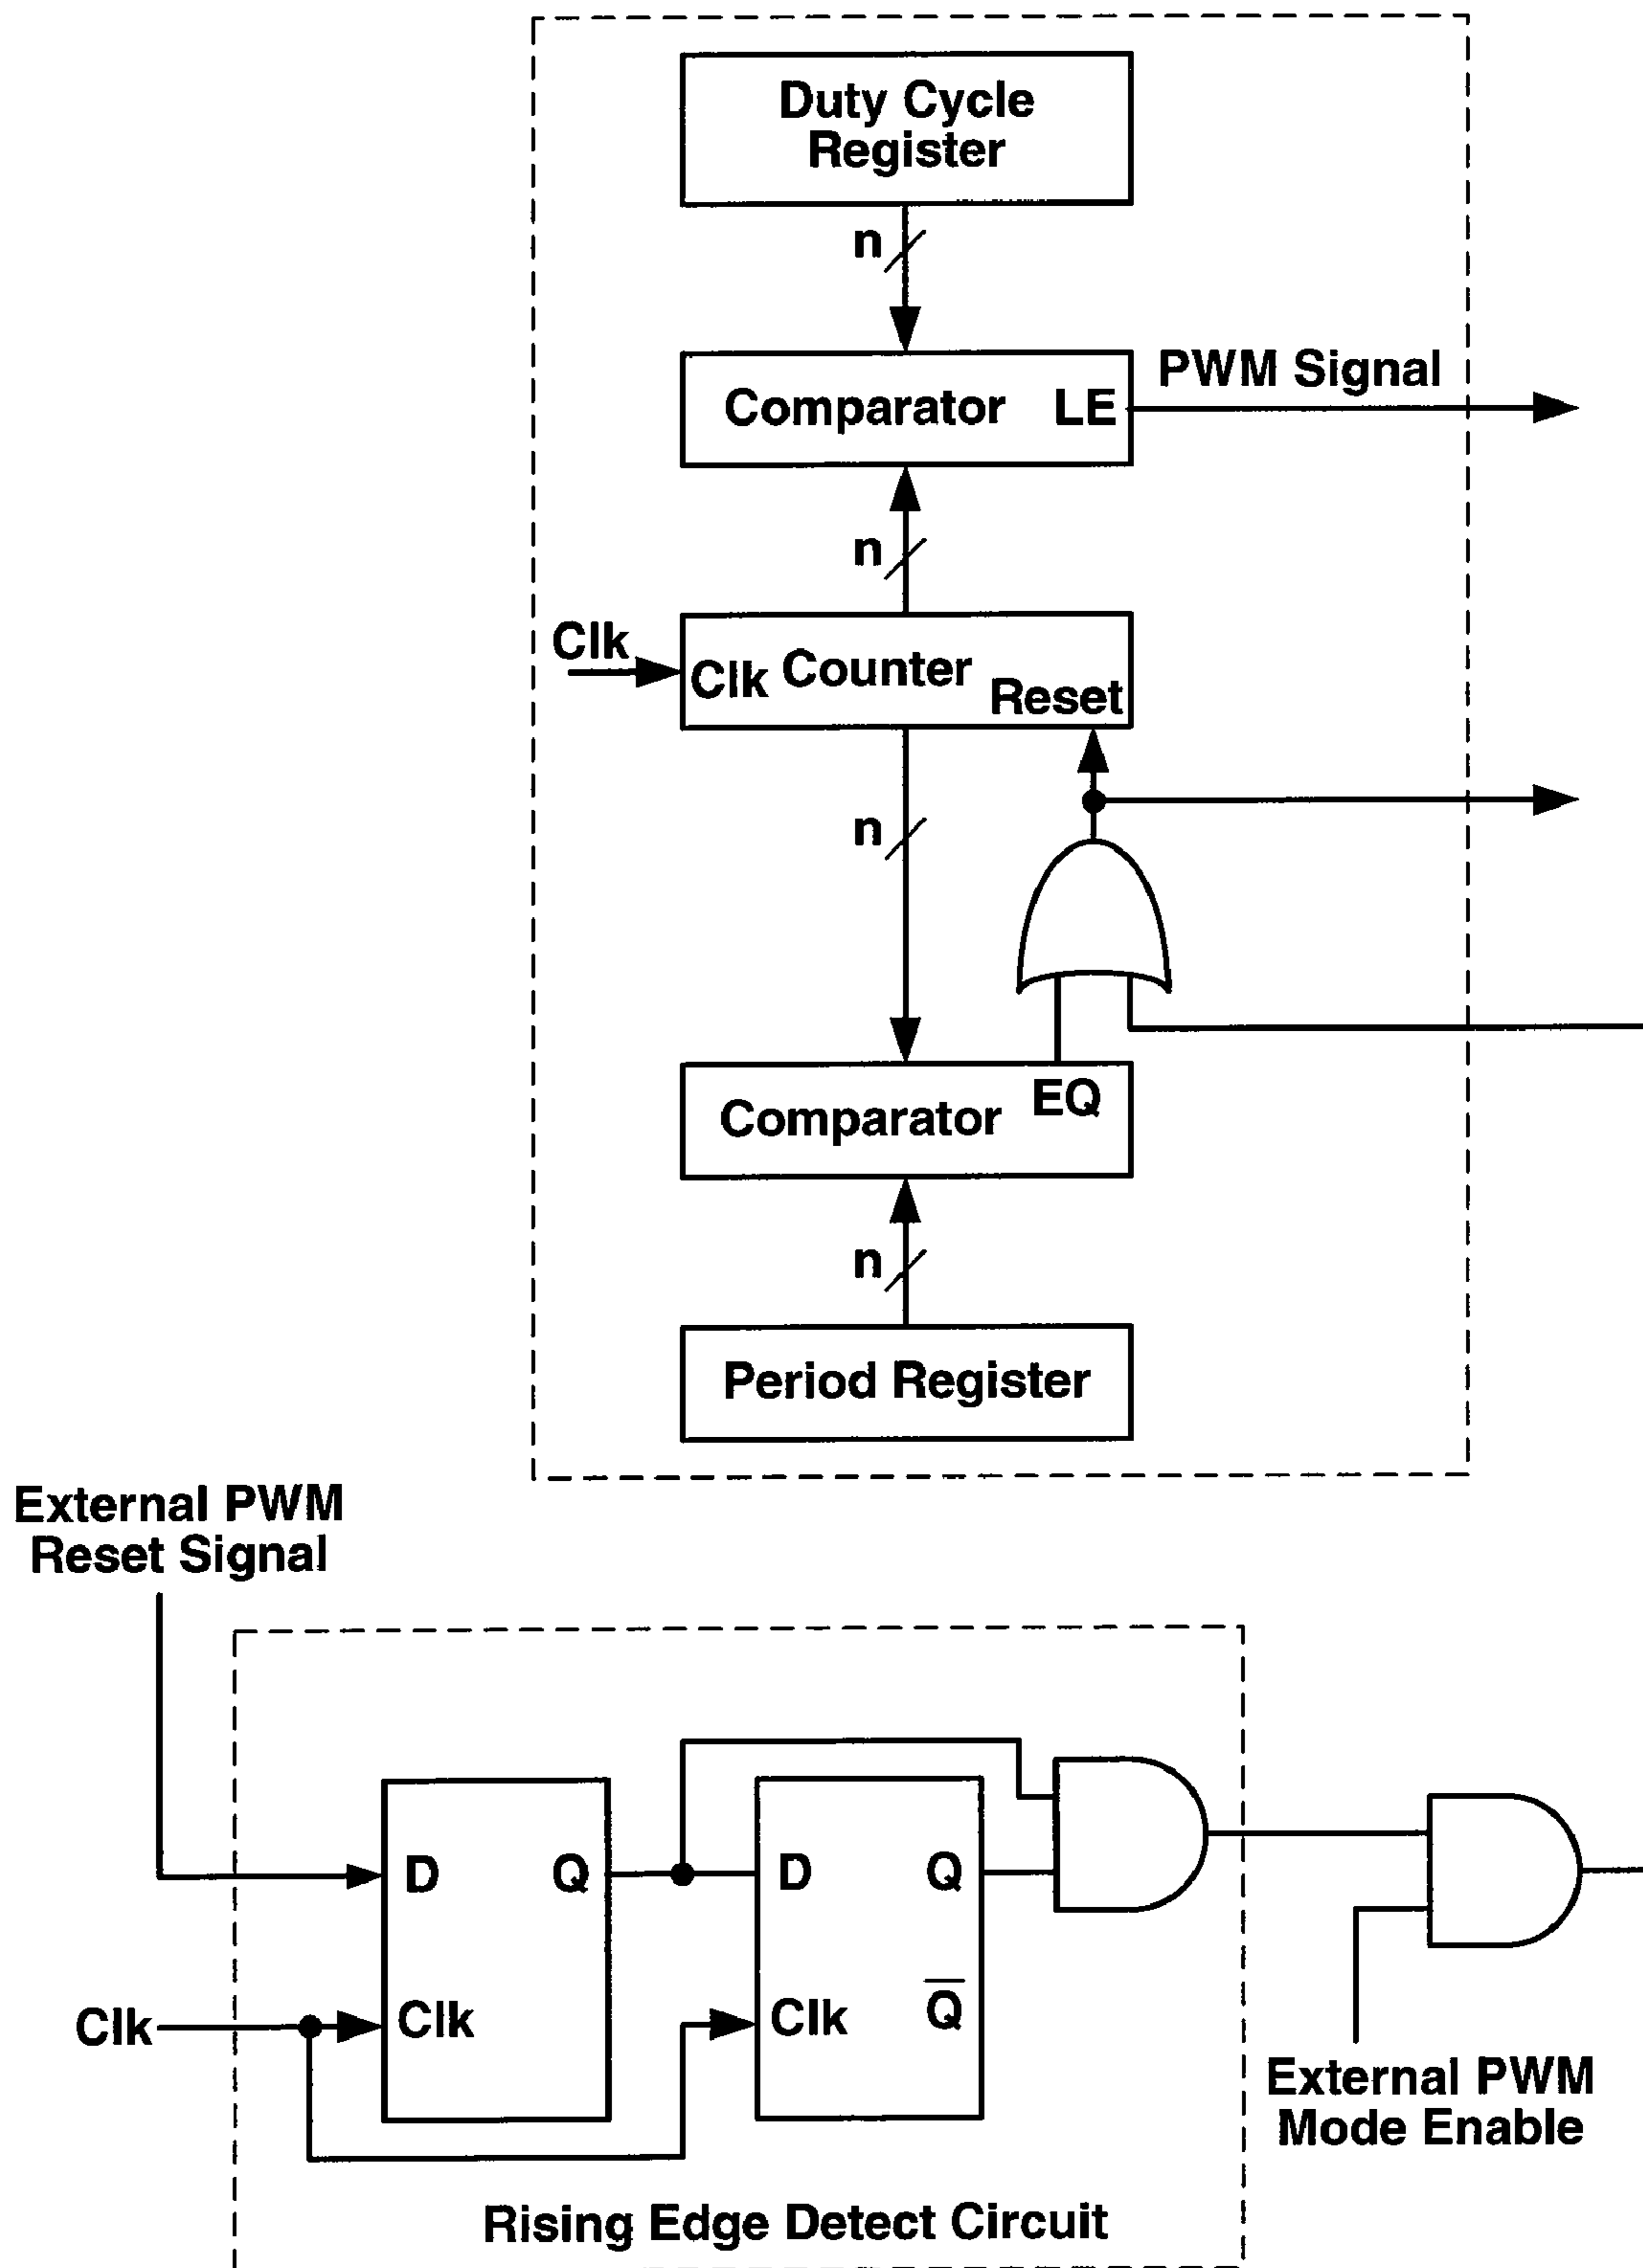 Duty Cycle
Register
n
Comparator LE
PWM Signal
n
Clk
Clk Counter
Reset
n
EQ
Comparator
n
Period Register
External PWM
Reset Signal
D Q
D Q
Clk
Clk
Clk Q̅
External PWM
Mode Enable
Rising Edge Detect Circuit